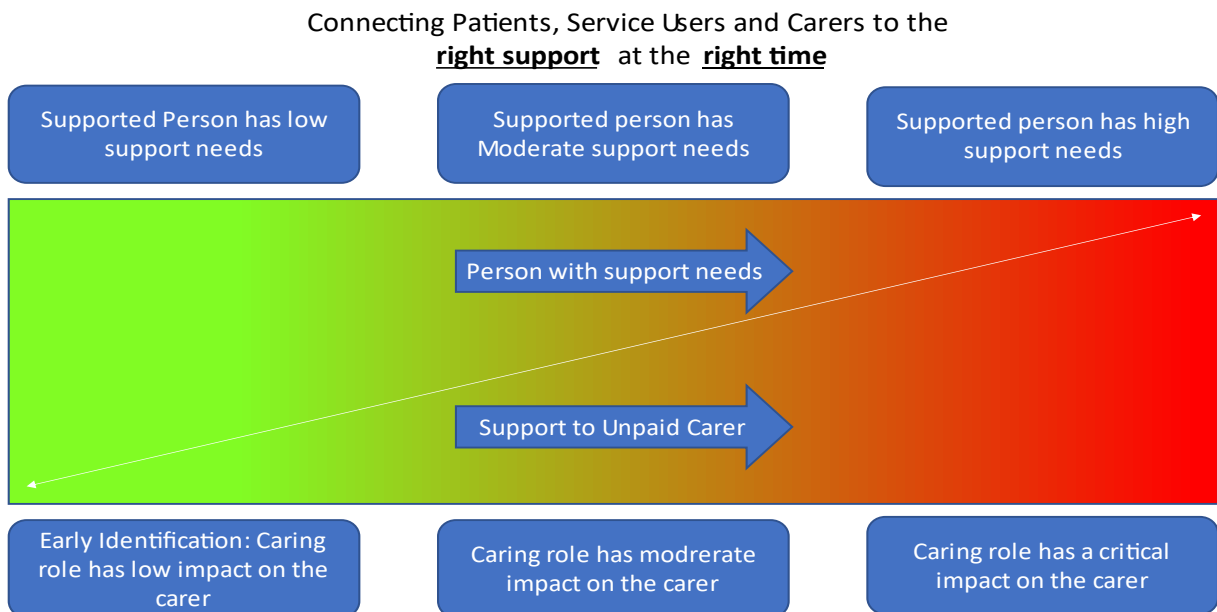 Connecting Patients, Service Users and Carers to the
right support at the right time
Supported Person has low
support needs
Supported person has
Moderate support needs
Supported person has high
support needs
Person with support needs
Support to Unpaid Carer
Early Identification: Caring
role has low impact on the
carer
Caring role has modrerate
impact on the carer
Caring role has a critical
impact on the carer